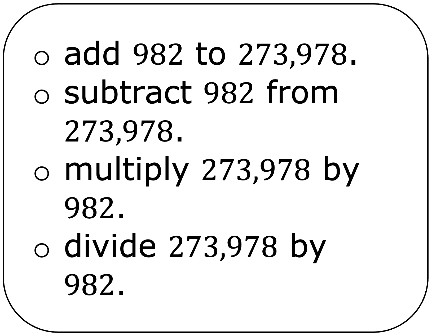 ○ add 982 to 273,978.
○ subtract 982 from
273,978.
○ multiply 273,978 by
982.
○ divide 273,978 by
982.